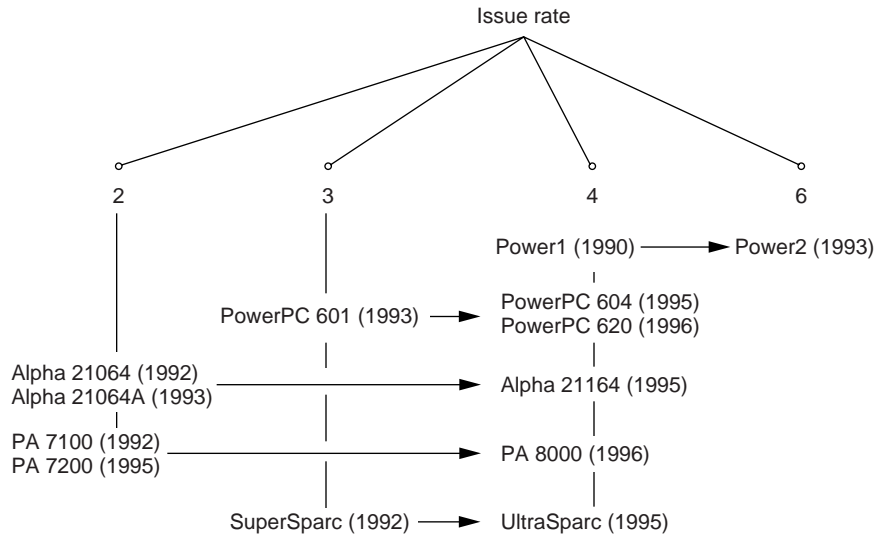 Issue rate
2 3 4 6
Power1 (1990) Power2 (1993)
PowerPC 601 (1993) PowerPC 604 (1995)
PowerPC 620 (1996)
Alpha 21064 (1992)
Alpha 21064A (1993) Alpha 21164 (1995)
PA 7100 (1992)
PA 7200 (1995) PA 8000 (1996)
SuperSparc (1992) UltraSparc (1995)